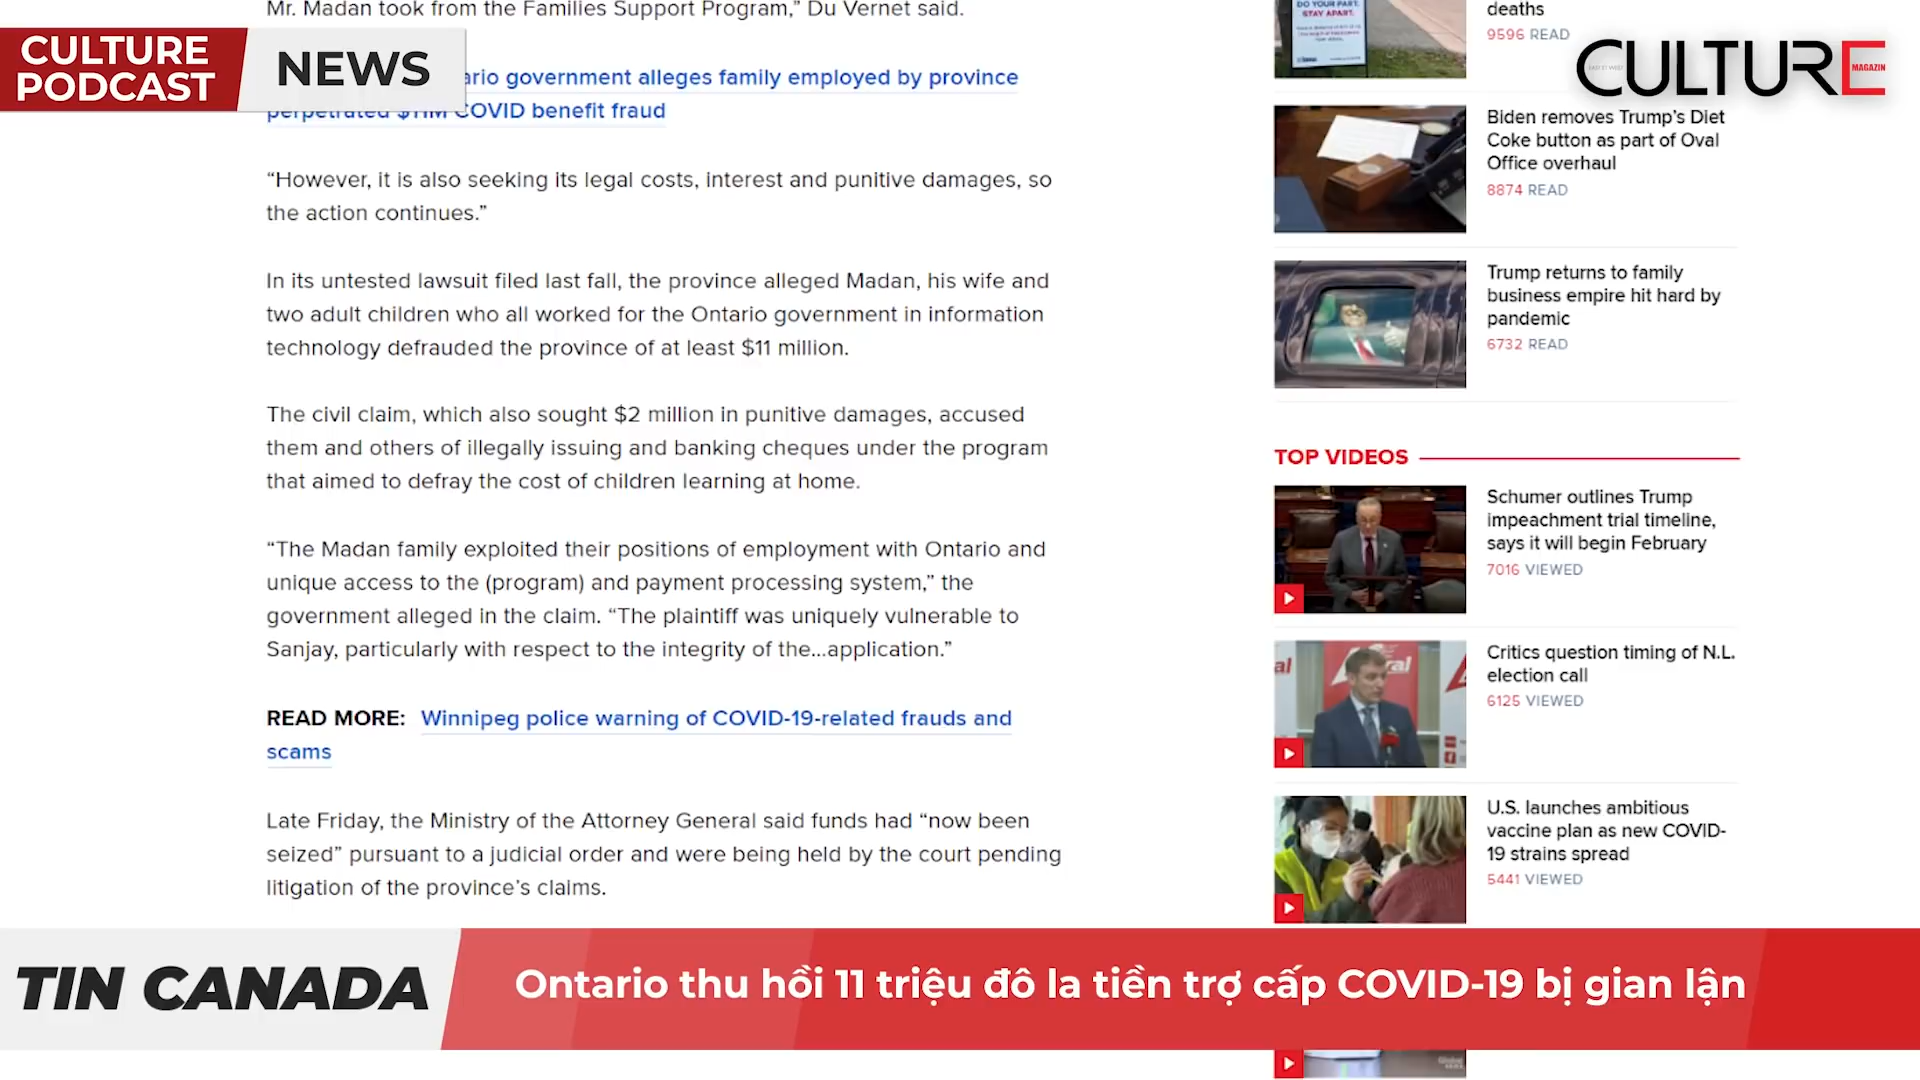 Mr. Madan took from the Families Support Program,” Du Vernet said.
CULTURE
PODCAST
NEWS
ario government alleges family employed by province
perpetrated $11M COVID benefit fraud
“However, it is also seeking its legal costs, interest and punitive damages, so
the action continues.”
In its untested lawsuit filed last fall, the province alleged Madan, his wife and
two adult children who all worked for the Ontario government in information
technology defrauded the province of at least $11 million.
The civil claim, which also sought $2 million in punitive damages, accused
them and others of illegally issuing and banking cheques under the program
that aimed to defray the cost of children learning at home.
“The Madan family exploited their positions of employment with Ontario and
unique access to the (program) and payment processing system,” the
government alleged in the claim. “The plaintiff was uniquely vulnerable to
Sanjay, particularly with respect to the integrity of the...application.”
READ MORE: Winnipeg police warning of COVID-19-related frauds and
scams
Late Friday, the Ministry of the Attorney General said funds had “now been
seized” pursuant to a judicial order and were being held by the court pending
litigation of the province’s claims.
DO YOUR PART.
STAY APART.
deaths
9596 READ
CULTURE
MAGAZIN
Biden removes Trump’s Diet
Coke button as part of Oval
Office overhaul
8874 READ
Trump returns to family
business empire hit hard by
pandemic
6732 READ
TOP VIDEOS
Schumer outlines Trump
impeachment trial timeline,
says it will begin February
7016 VIEWED
Critics question timing of N.L.
election call
6125 VIEWED
U.S. launches ambitious
vaccine plan as new COVID-
19 strains spread
5441 VIEWED
TIN CANADA
Ontario thu hồi 11 triệu đô la tiền trợ cấp COVID-19 bị gian lận